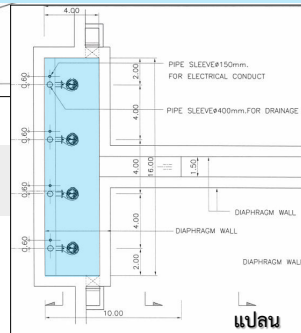 4.00
PIPE SLEEVEø150mm.
FOR ELECTRICAL CONDUCT
2.00
0.60
PIPE SLEEVEø400mm.FOR DRAINAGE
4.00
0.60
4.00
16.00
1.50
0.60
DIAPHRAGM WALL
4.00
DIAPHRAGM WALL
0.60
2.00
DIAPHRAGM WALL
10.00
แปลน